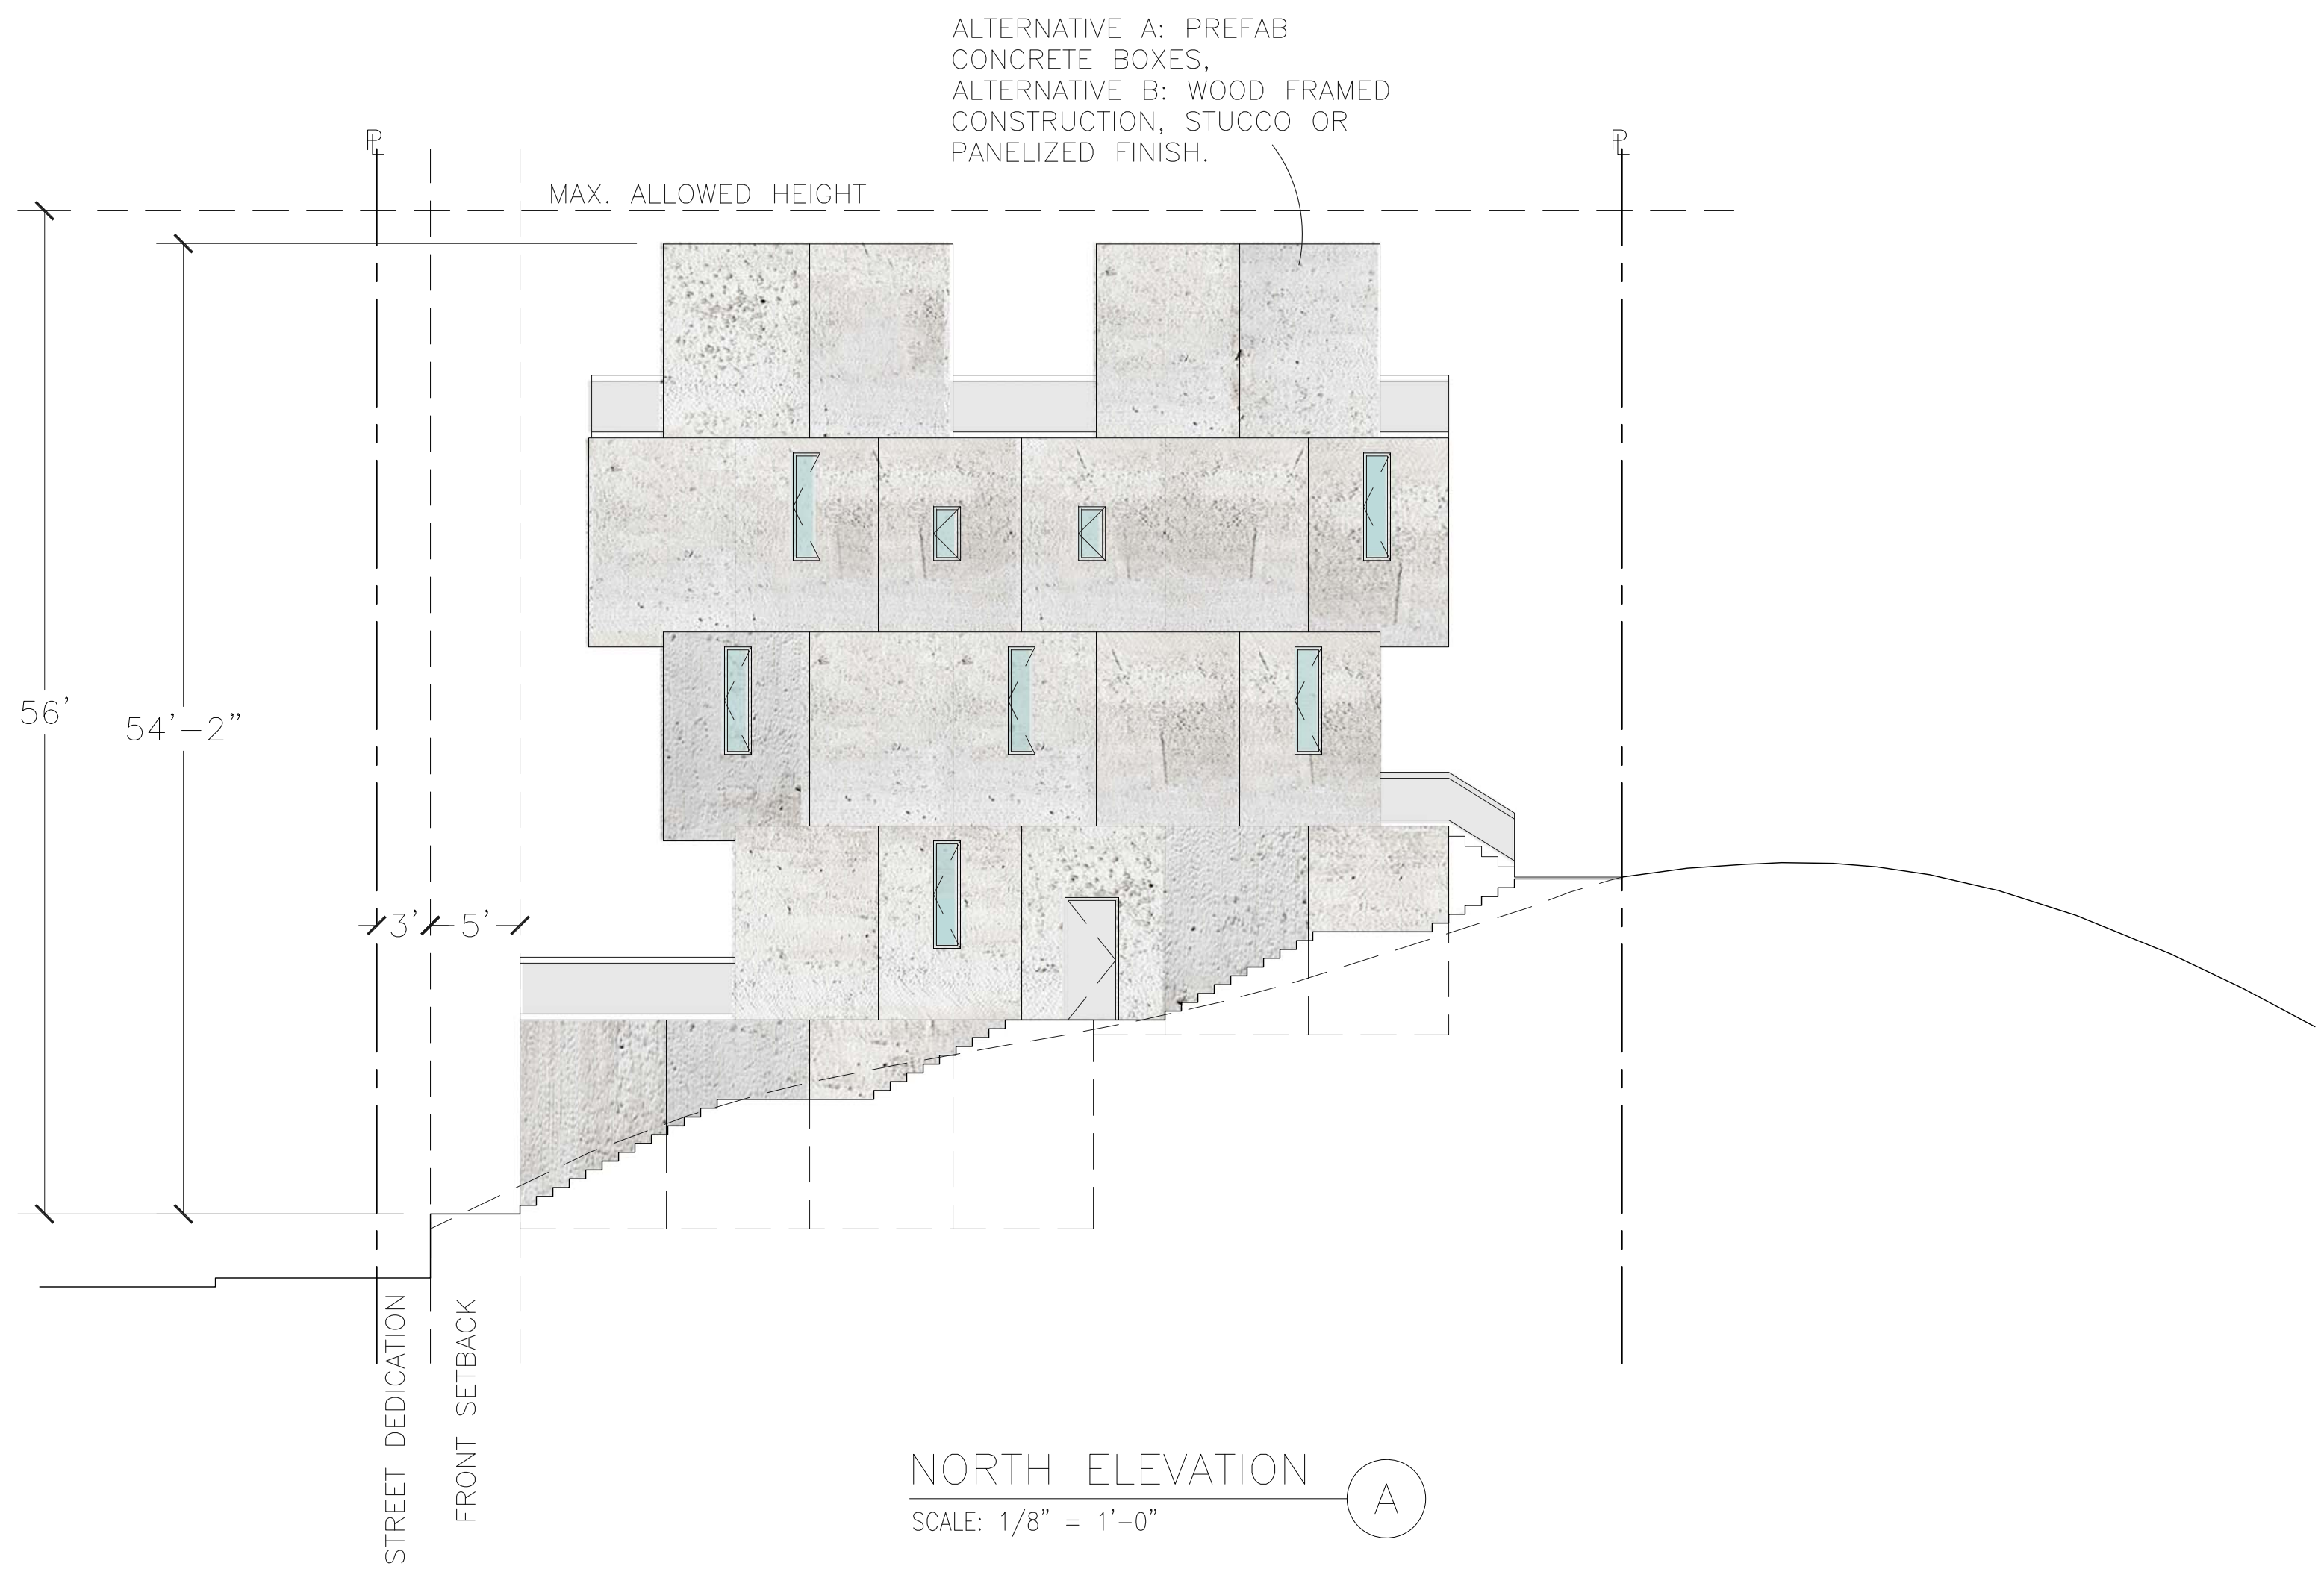 ALTERNATIVE A: PREFAB
CONCRETE BOXES,
ALTERNATIVE B: WOOD FRAMED
CONSTRUCTION, STUCCO OR
PANELIZED FINISH.
PL
PL
MAX. ALLOWED HEIGHT
56'
54'-2"
3'
5'
STREET DEDICATION
FRONT SETBACK
NORTH ELEVATION
A
SCALE: 1/8" = 1'-0"